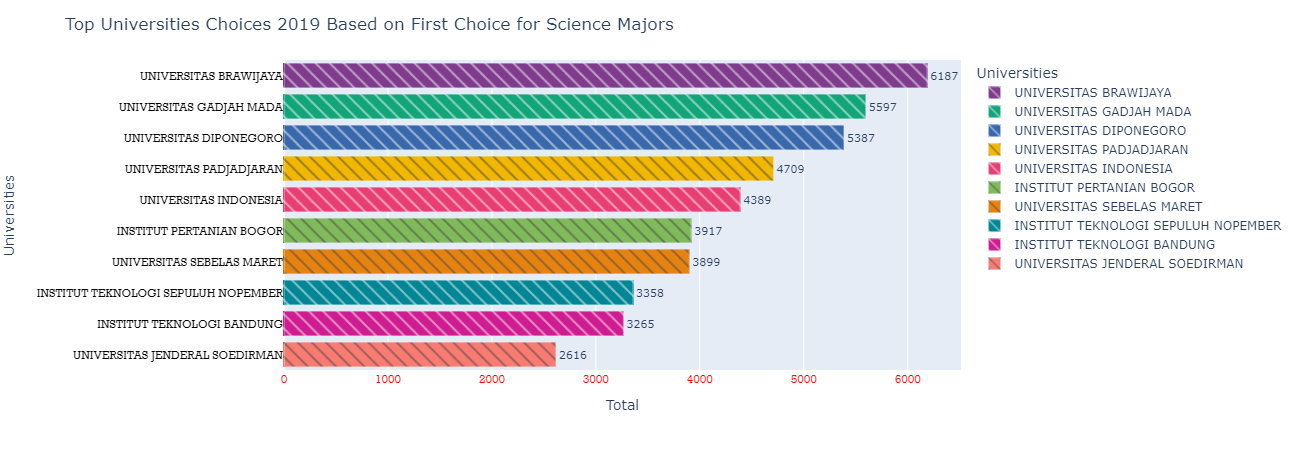 Top Universities Choices 2019 Based on First Choice for Science Majors
Universities
UNIVERSITAS BRAWIJAYA
UNIVERSITAS GADJAH MADA
UNIVERSITAS DIPONEGORO
UNIVERSITAS PADJADJARAN
UNIVERSITAS INDONESIA
INSTITUT PERTANIAN BOGOR
UNIVERSITAS SEBELAS MARET
INSTITUT TEKNOLOGI SEPULUH NOPEMBER
INSTITUT TEKNOLOGI BANDUNG
UNIVERSITAS JENDERAL SOEDIRMAN
6187
5597
5387
4709
4389
3917
3899
3358
3265
2616
0 1000 2000 3000 4000 5000 6000
Total
Universities
UNIVERSITAS BRAWIJAYA
UNIVERSITAS GADJAH MADA
UNIVERSITAS DIPONEGORO
UNIVERSITAS PADJADJARAN
UNIVERSITAS INDONESIA
INSTITUT PERTANIAN BOGOR
UNIVERSITAS SEBELAS MARET
INSTITUT TEKNOLOGI SEPULUH NOPEMBER
INSTITUT TEKNOLOGI BANDUNG
UNIVERSITAS JENDERAL SOEDIRMAN